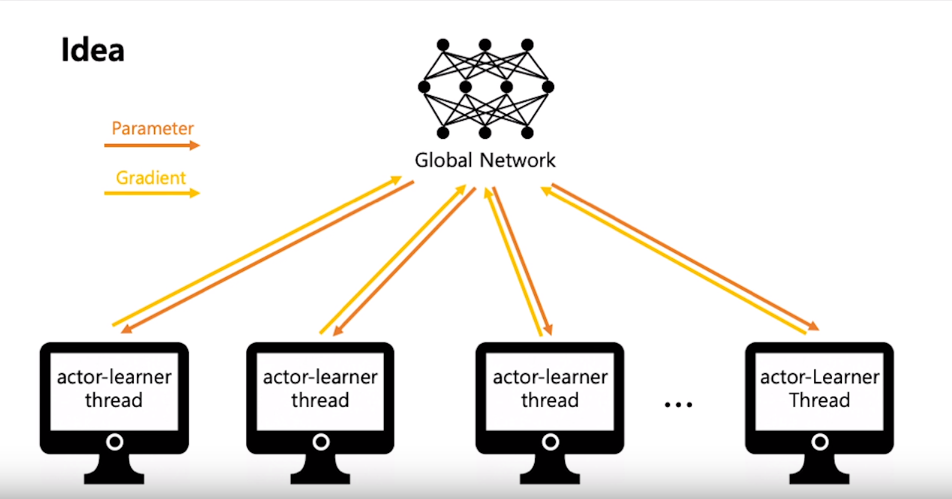 Idea
Parameter
Gradient
Global Network
actor-learner
thread
actor-learner
thread
actor-learner
thread
...
actor-Learner
Thread